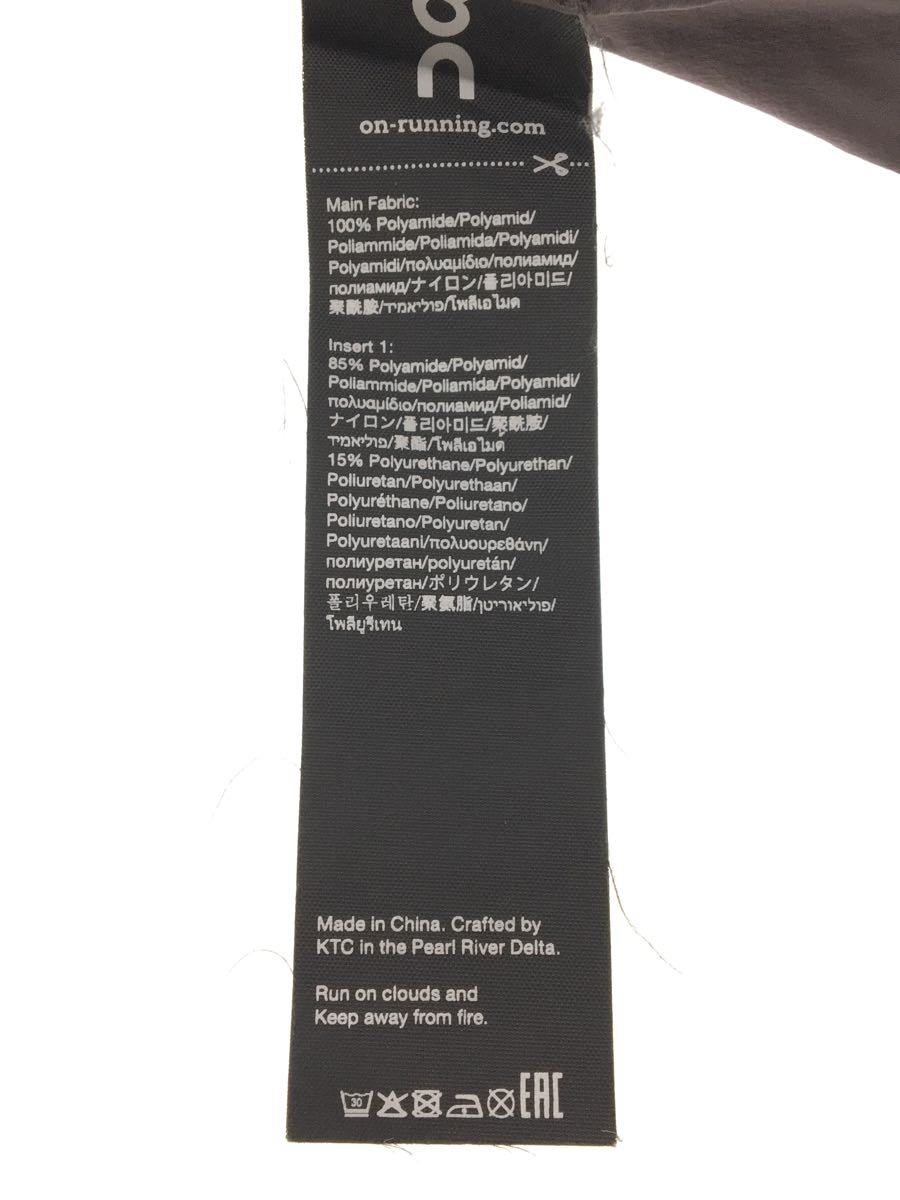 on
on-running.com
Main Fabric:
100% Polyamide/Polyamid/
Poliammide/Poliamida/Polyamidi/
Polyamidi/πολυαμίδιο/полиамид/
полиамид/ナイロン/폴리아미드/
聚酰胺/פוליאמיד/โพลีเอไมด
Insert 1:
85% Polyamide/Polyamid/
Poliammide/Poliamida/Polyamidi/
πολυαμίδιο/полиамид/Poliamid/
ナイロン/폴리아미드/聚酰胺/
פוליאמיד/聚酯/โพลีเอไมด
15% Polyurethane/Polyurethan/
Poliuretan/Polyurethaan/
Polyuréthane/Poliuretano/
Poliuretano/Polyuretan/
Polyuretaani/πολυουρεθάνη/
полиуретан/polyuretán/
полиуретан/ポリウレタン/
폴리우레탄/聚氨脂/פוליאוריטן/
โพลียูรีเทน
Made in China. Crafted by
KTC in the Pearl River Delta.
Run on clouds and
Keep away from fire.
30 EAC